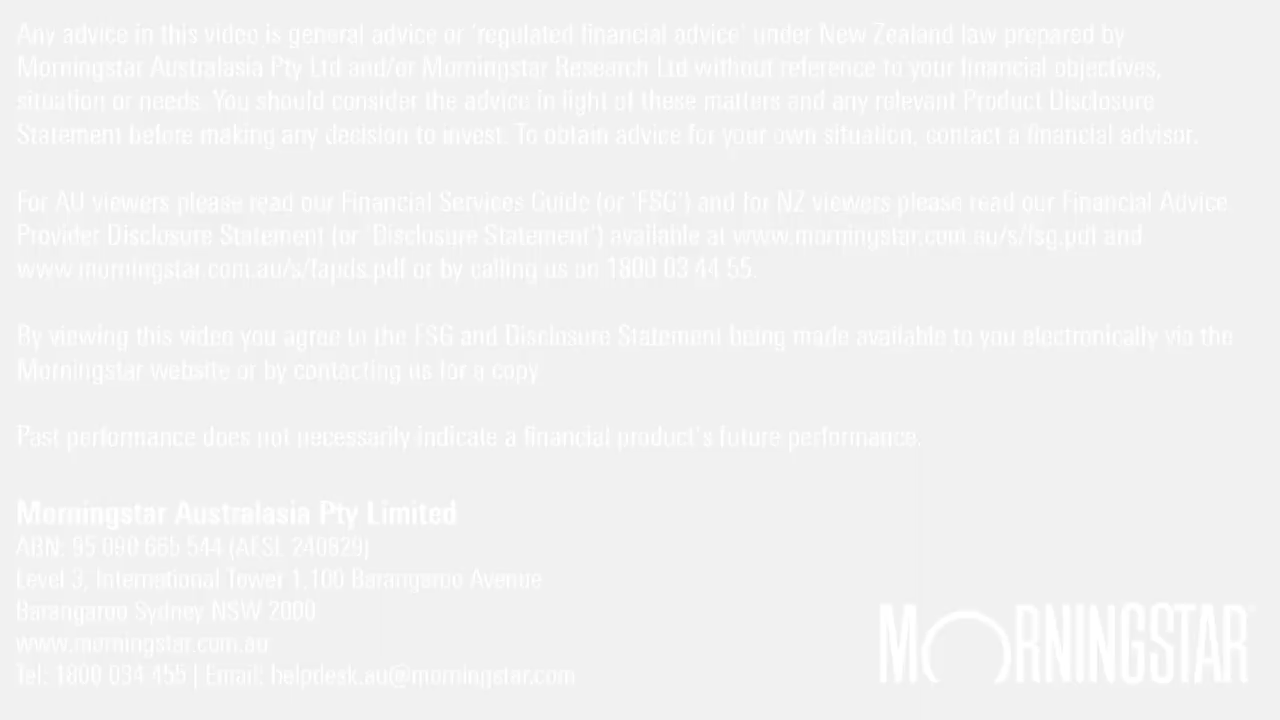 Any advice in this video is general advice or 'regulated financial advice' under New Zealand law prepared by
Morningstar Australasia Pty Ltd and/or Morningstar Research Ltd without reference to your financial objectives,
situation or needs. You should consider the advice in light of these matters and any relevant Product Disclosure
Statement before making any decision to invest. To obtain advice for your own situation, contact a financial advisor.
For AU viewers please read our Financial Services Guide (or 'FSG') and for NZ viewers please read our Financial Advice
Provider Disclosure Statement (or 'Disclosure Statement') available at www.morningstar.com.au/s/fsg.pdf and
www.morningstar.com.au/s/fapds.pdf or by calling us on 1800 03 44 55.
By viewing this video you agree to the FSG and Disclosure Statement being made available to you electronically via the
Morningstar website or by contacting us for a copy
Past performance does not necessarily indicate a financial product's future performance.
Morningstar Australasia Pty Limited
ABN: 95 090 665 544 (AFSL 240829)
Level 3, International Tower 1,100 Barangaroo Avenue
Barangaroo Sydney NSW 2000
www.morningstar.com.au
Tel: 1800 034 455 | Email: helpdesk.au@morningstar.com
MORNINGSTAR